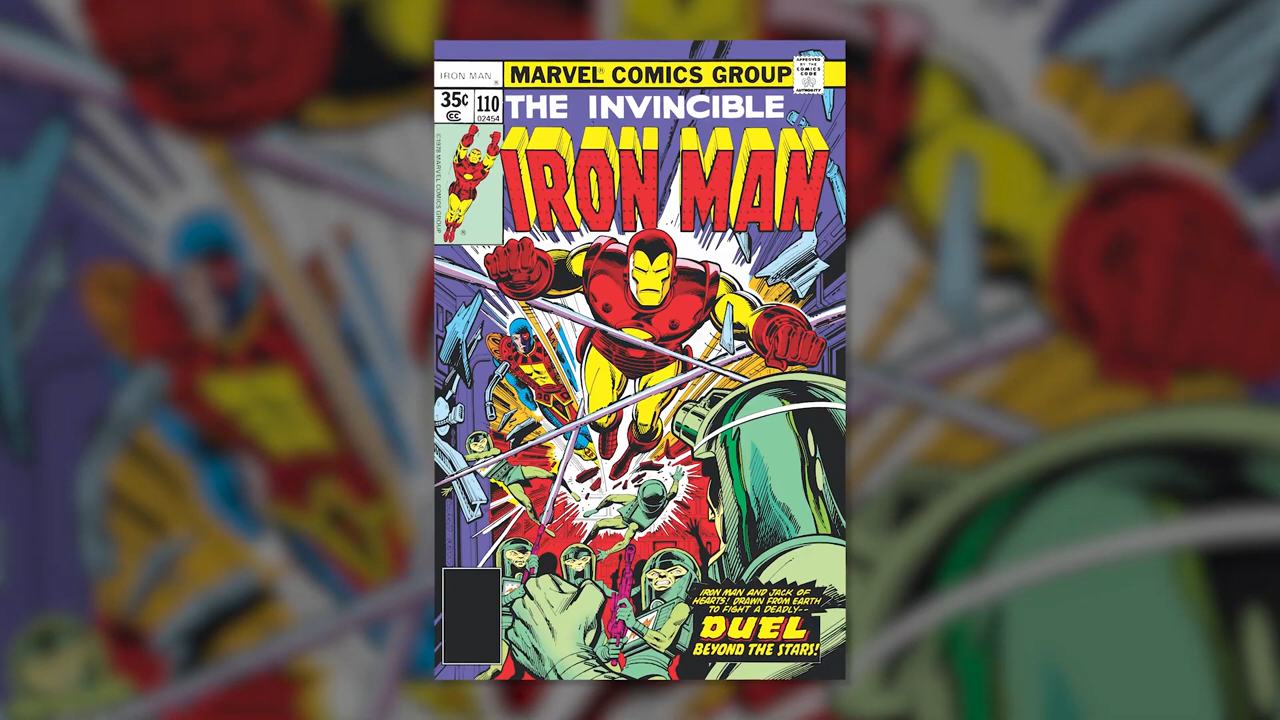 IRON MAN ®
MARVEL® COMICS GROUP
APPROVED
BY THE
COMICS
CODE
AUTHORITY
35¢
CC
110
02454
THE INVINCIBLE
IRON MAN
©1978 MARVEL COMICS GROUP
®
IRON MAN AND JACK OF
HEARTS! DRAWN FROM EARTH
TO FIGHT A DEADLY--
DUEL
BEYOND THE STARS!